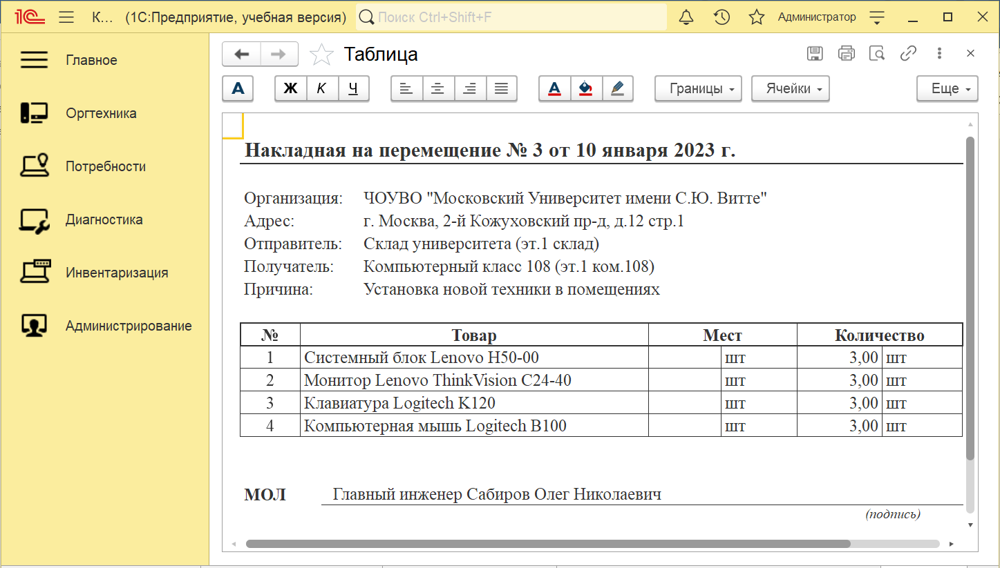 1С К... (1С:Предприятие, учебная версия) Поиск Ctrl+Shift+F Администратор
Главное
Оргтехника
Потребности
Диагностика
Инвентаризация
Администрирование
Таблица
А Ж К Ч А Границы Ячейки Еще
Накладная на перемещение № 3 от 10 января 2023 г.
Организация: ЧОУВО "Московский Университет имени С.Ю. Витте"
Адрес: г. Москва, 2-й Кожуховский пр-д, д.12 стр.1
Отправитель: Склад университета (эт.1 склад)
Получатель: Компьютерный класс 108 (эт.1 ком.108)
Причина: Установка новой техники в помещениях
№ Товар Мест Количество
1 Системный блок Lenovo H50-00 шт 3,00 шт
2 Монитор Lenovo ThinkVision C24-40 шт 3,00 шт
3 Клавиатура Logitech K120 шт 3,00 шт
4 Компьютерная мышь Logitech B100 шт 3,00 шт
МОЛ Главный инженер Сабиров Олег Николаевич
(подпись)